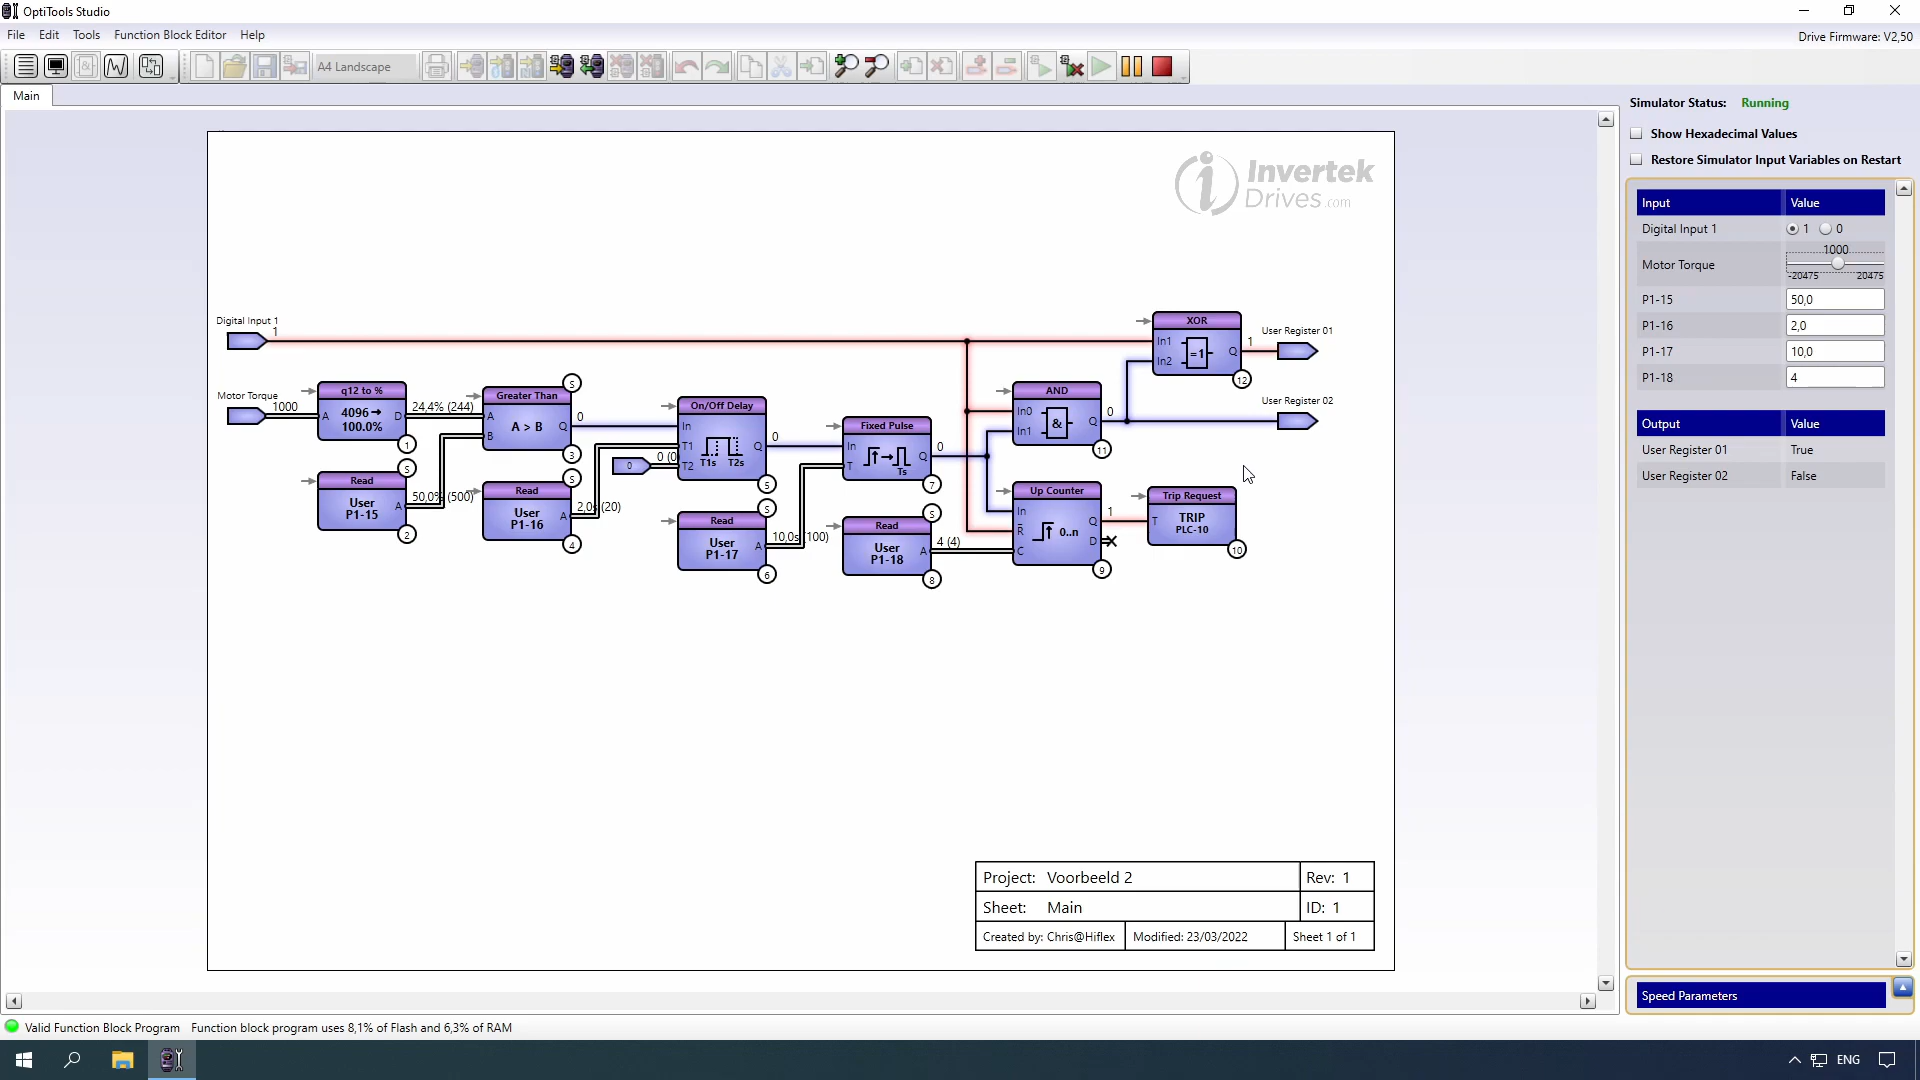 OptiTools Studio
File Edit Tools Function Block Editor Help
Drive Firmware: V2,50
A4 Landscape
Main
Simulator Status: Running
Show Hexadecimal Values
Restore Simulator Input Variables on Restart
Input Value
Digital Input 1 1 0
Motor Torque 1000
-20475 20475
P1-15 50,0
P1-16 2,0
P1-17 10,0
P1-18 4
Output Value
User Register 01 True
User Register 02 False
Speed Parameters
i Invertek
Drives.com
Digital Input 1
1
Motor Torque
1000
q12 to %
A 4096 D
100.0%
1
24,4% (244)
Read
S
User
P1-15
A
2
50,0% (500)
Greater Than
S
A
B
A > B
Q
3
0
Read
S
User
P1-16
A
4
2,0s (20)
0
0 (0)
On/Off Delay
In
T1
T2
T1s T2s
Q
5
0
Read
S
User
P1-17
A
6
10,0s (100)
Fixed Pulse
In
T
Ts
Q
7
0
Read
S
User
P1-18
A
8
4 (4)
AND
In0
In1
&
Q
11
0
Up Counter
In
R
C
0..n
Q
D
9
1
Trip Request
T TRIP
PLC-10
10
XOR
In1
In2
=1
Q
12
1
User Register 01
User Register 02
Project: Voorbeeld 2 Rev: 1
Sheet: Main ID: 1
Created by: Chris@Hiflex Modified: 23/03/2022 Sheet 1 of 1
Valid Function Block Program Function block program uses 8,1% of Flash and 6,3% of RAM
ENG